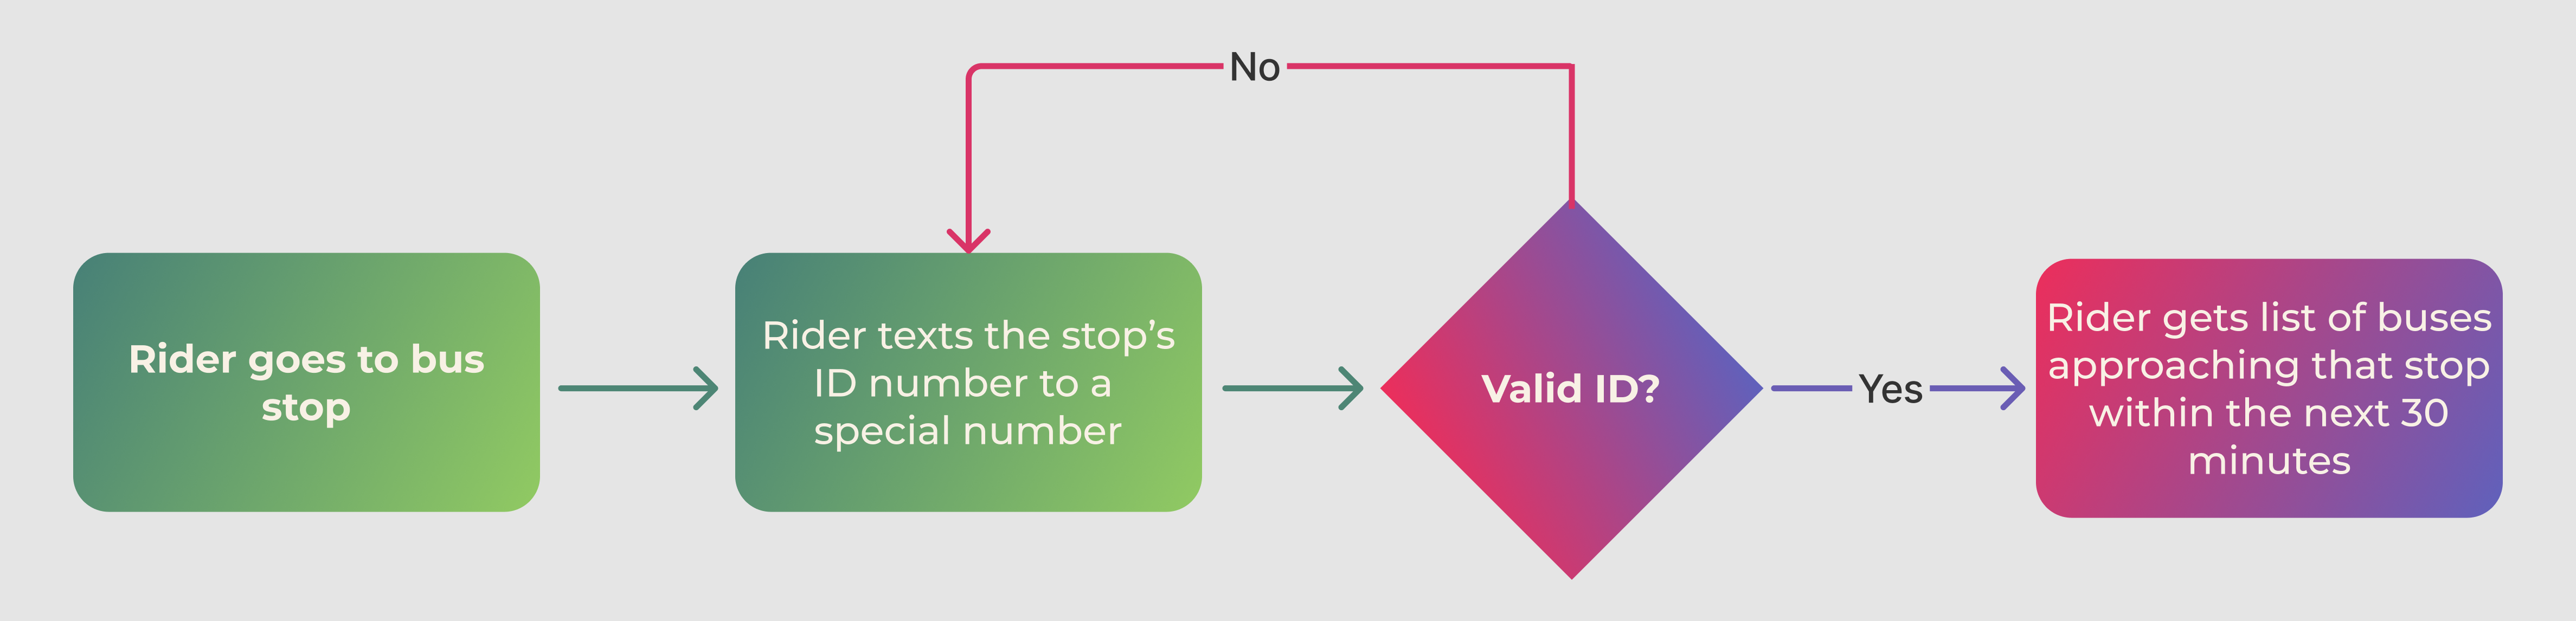 No
Rider goes to bus
stop
Rider texts the stop’s
ID number to a
special number
Valid ID?
Yes
Rider gets list of buses
approaching that stop
within the next 30
minutes